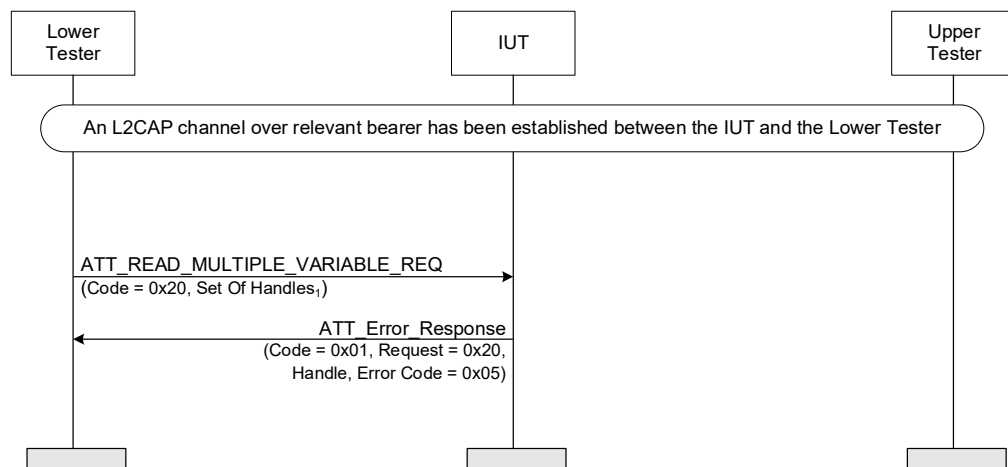 Lower
Tester
IUT
Upper
Tester
An L2CAP channel over relevant bearer has been established between the IUT and the Lower Tester
ATT_READ_MULTIPLE_VARIABLE_REQ
(Code = 0x20, Set Of Handles₁)
ATT_Error_Response
(Code = 0x01, Request = 0x20,
Handle, Error Code = 0x05)